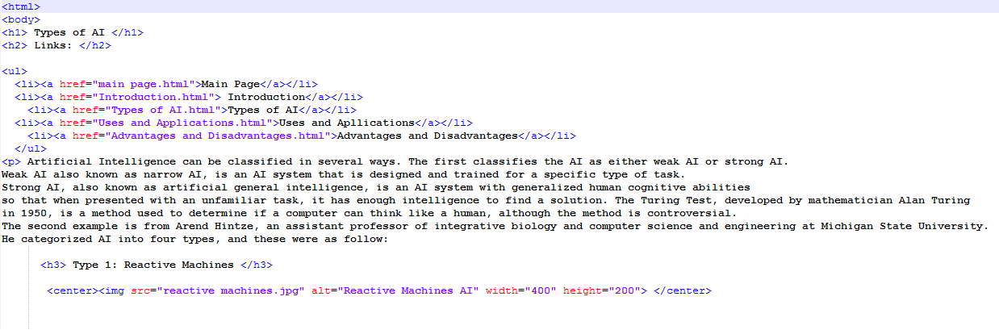 <html>
<body>
<h1> Types of AI </h1>
<h2> Links: </h2>
<ul>
<li><a href="main page.html">Main Page</a></li>
<li><a href="Introduction.html"> Introduction</a></li>
<li><a href="Types of AI.html">Types of AI</a></li>
<li><a href="Uses and Applications.html">Uses and Apllications</a></li>
<li><a href="Advantages and Disadvantages.html">Advantages and Disadvantages</a></li>
</ul>
<p> Artificial Intelligence can be classified in several ways. The first classifies the AI as either weak AI or strong AI.
Weak AI also known as narrow AI, is an AI system that is designed and trained for a specific type of task.
Strong AI, also known as artificial general intelligence, is an AI system with generalized human cognitive abilities
so that when presented with an unfamiliar task, it has enough intelligence to find a solution. The Turing Test, developed by mathematician Alan Turing
in 1950, is a method used to determine if a computer can think like a human, although the method is controversial.
The second example is from Arend Hintze, an assistant professor of integrative biology and computer science and engineering at Michigan State University.
He categorized AI into four types, and these were as follow:
<h3> Type 1: Reactive Machines </h3>
<center><img src="reactive machines.jpg" alt="Reactive Machines AI" width="400" height="200"> </center>